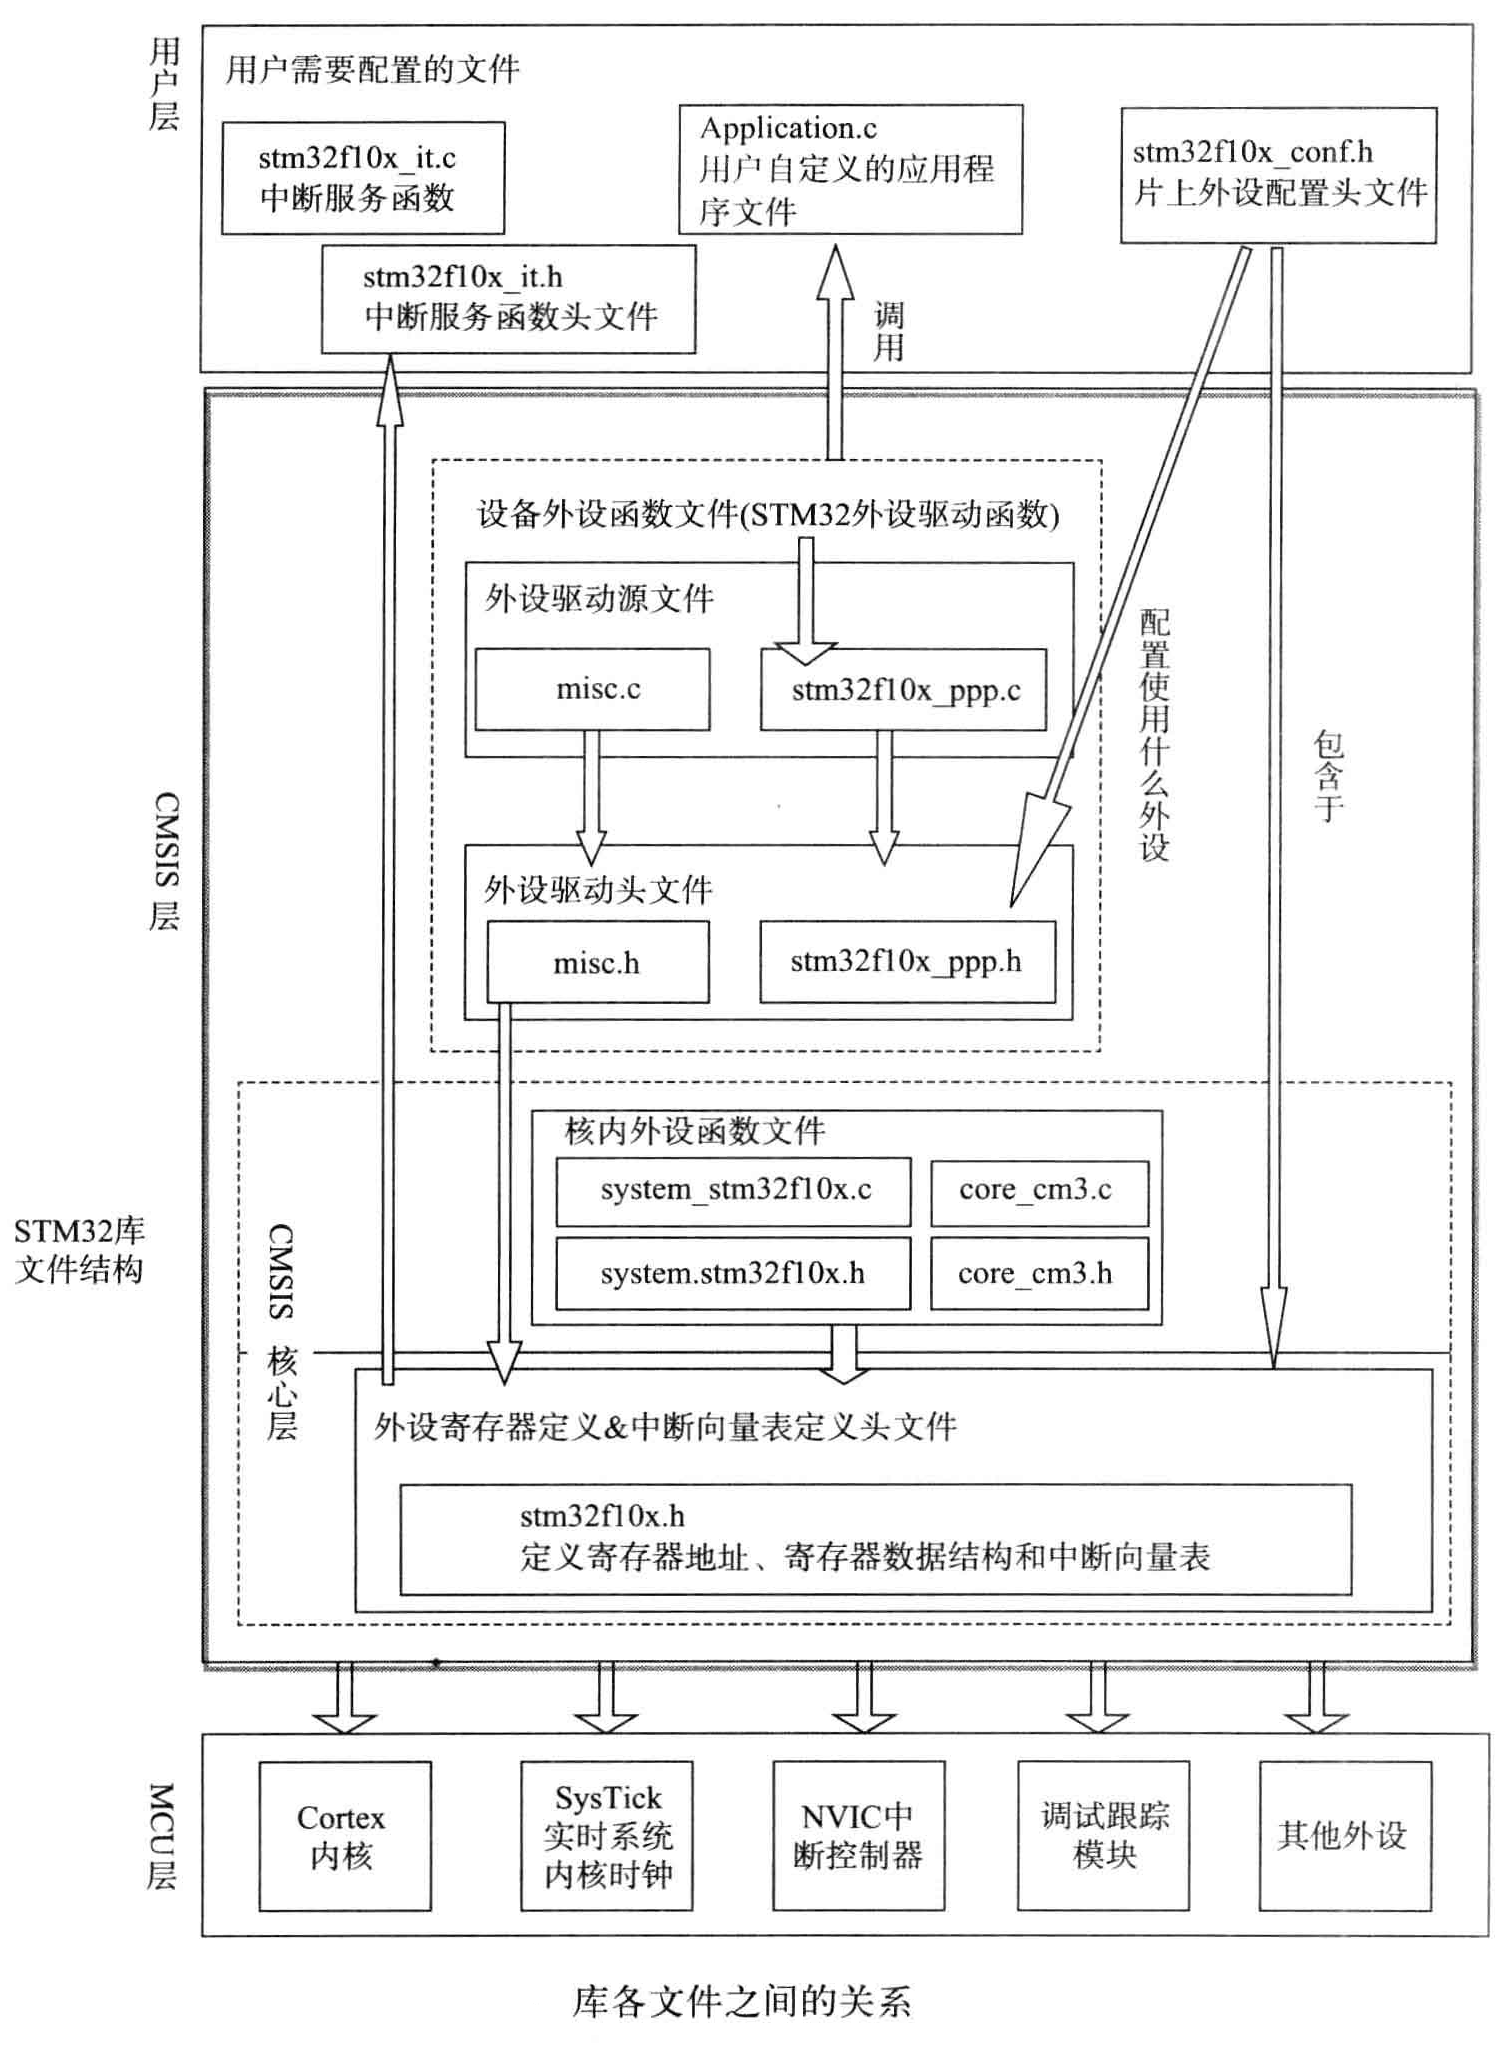 用户层
用户需要配置的文件
stm32f10x_it.c
中断服务函数
Application.c
用户自定义的应用程
序文件
stm32f10x_conf.h
片上外设配置头文件
stm32f10x_it.h
中断服务函数头文件
调用
CMSIS 层
设备外设函数文件(STM32外设驱动函数)
外设驱动源文件
misc.c
stm32f10x_ppp.c
配置使用什么外设
包含于
外设驱动头文件
misc.h
stm32f10x_ppp.h
STM32库
文件结构
CMSIS 核心层
核内外设函数文件
system_stm32f10x.c
core_cm3.c
system.stm32f10x.h
core_cm3.h
外设寄存器定义&中断向量表定义头文件
stm32f10x.h
定义寄存器地址、寄存器数据结构和中断向量表
MCU层
Cortex
内核
SysTick
实时系统
内核时钟
NVIC中
断控制器
调试跟踪
模块
其他外设
库各文件之间的关系